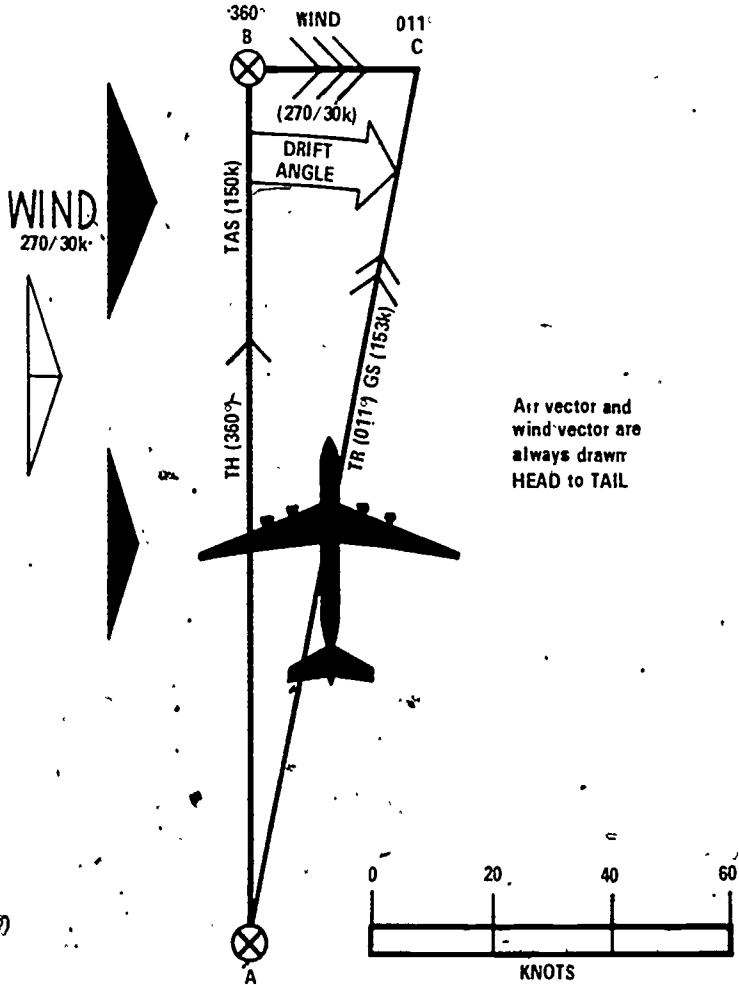 360°
WIND
011°
B
C
(270/30k)
DRIFT
ANGLE
TAS (150k)
WIND
270/30k
TH (360°)
TR (011°) GS (153k)
Air vector and
wind vector are
always drawn
HEAD to TAIL
0
20
40
60
KNOTS
A